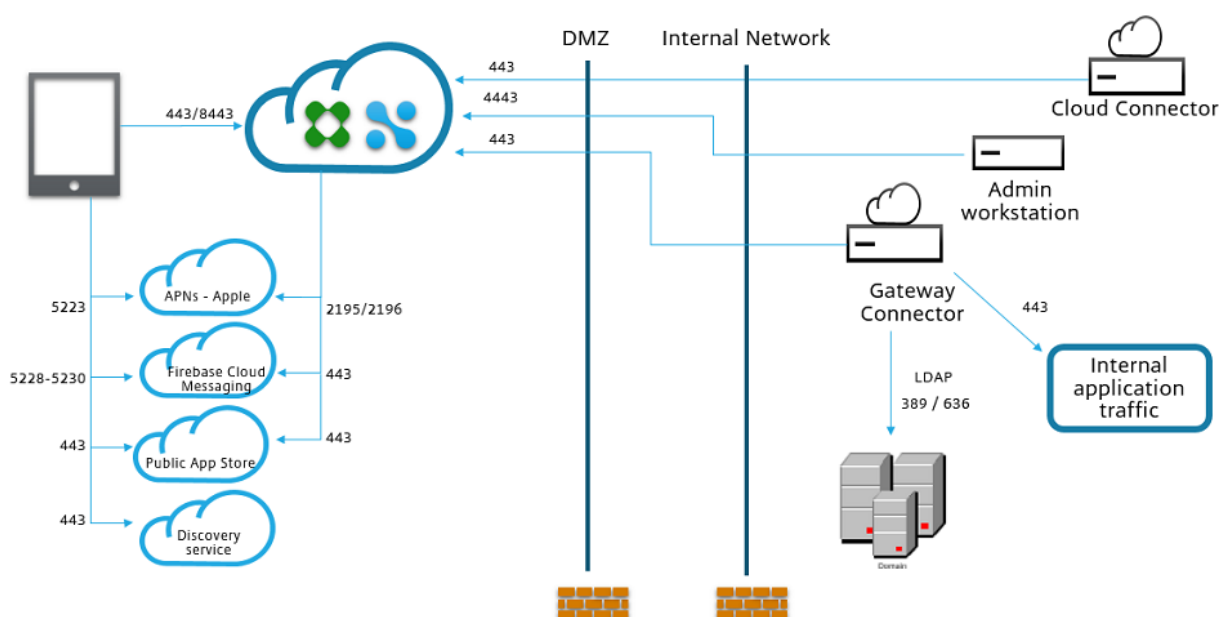 DMZ
Internal Network
443
4443
443
443/8443
Cloud Connector
Admin
workstation
APNs - Apple
5223
2195/2196
Gateway
Connector
443
Firebase Cloud
Messaging
5228-5230
443
LDAP
389 / 636
Internal
application
traffic
Public App Store
443
443
Discovery
service
443
Domain